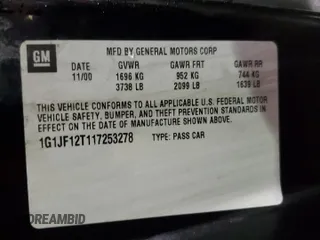 GM
MFD BY GENERAL MOTORS CORP
DATE GVWR GAWR FRT GAWR RR
11/00 1696 KG 952 KG 744 KG
3738 LB 2099 LB 1639 LB
THIS VEHICLE CONFORMS TO ALL APPLICABLE U.S. FEDERAL MOTOR
VEHICLE SAFETY, BUMPER, AND THEFT PREVENTION STANDARDS
IN EFFECT ON THE DATE OF MANUFACTURE SHOWN ABOVE.
1G1JF12T117253278 TYPE: PASS CAR
DREAMBID